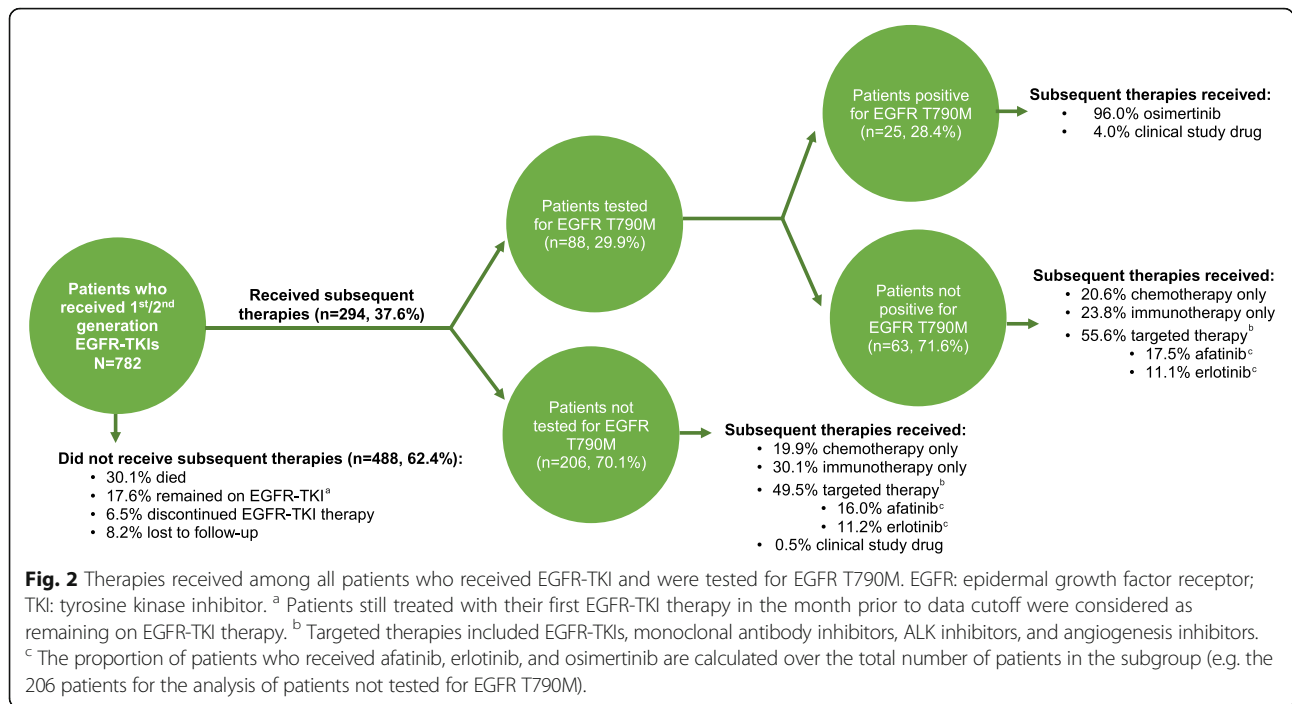 Patients who
received 1st/2nd
generation
EGFR-TKIs
N=782
Received subsequent
therapies (n=294, 37.6%)
Did not receive subsequent therapies (n=488, 62.4%):
• 30.1% died
• 17.6% remained on EGFR-TKIa
• 6.5% discontinued EGFR-TKI therapy
• 8.2% lost to follow-up
Patients tested
for EGFR T790M
(n=88, 29.9%)
Patients positive
for EGFR T790M
(n=25, 28.4%)
Subsequent therapies received:
• 96.0% osimertinib
• 4.0% clinical study drug
Patients not
positive for
EGFR T790M
(n=63, 71.6%)
Subsequent therapies received:
• 20.6% chemotherapy only
• 23.8% immunotherapy only
• 55.6% targeted therapyb
• 17.5% afatinibc
• 11.1% erlotinibc
Patients not
tested for EGFR
T790M
(n=206, 70.1%)
Subsequent therapies received:
• 19.9% chemotherapy only
• 30.1% immunotherapy only
• 49.5% targeted therapyb
• 16.0% afatinibc
• 11.2% erlotinibc
• 0.5% clinical study drug
Fig. 2 Therapies received among all patients who received EGFR-TKI and were tested for EGFR T790M. EGFR: epidermal growth factor receptor;
TKI: tyrosine kinase inhibitor. a Patients still treated with their first EGFR-TKI therapy in the month prior to data cutoff were considered as
remaining on EGFR-TKI therapy. b Targeted therapies included EGFR-TKIs, monoclonal antibody inhibitors, ALK inhibitors, and angiogenesis inhibitors.
c The proportion of patients who received afatinib, erlotinib, and osimertinib are calculated over the total number of patients in the subgroup (e.g. the
206 patients for the analysis of patients not tested for EGFR T790M).